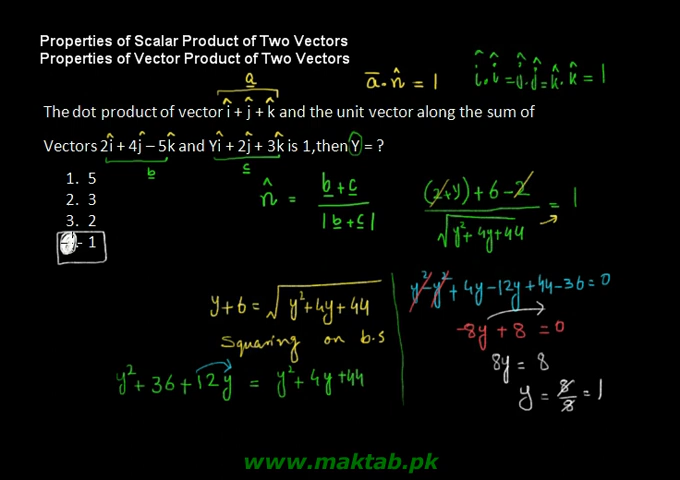 Properties of Scalar Product of Two Vectors
Properties of Vector Product of Two Vectors
a
a̅ . n̂ = 1
î . î = ĵ . ĵ = k̂ . k̂ = 1
The dot product of vector î + ĵ + k̂ and the unit vector along the sum of
Vectors 2î + 4ĵ − 5k̂ and Yî + 2ĵ + 3k̂ is 1,then Y = ?
b
c
1. 5
2. 3
3. 2
- 1
n̂ = b + c / |b + c|
(2+y) + 6 - 2 / √(y² + 4y + 44) = 1
y + 6 = √(y² + 4y + 44)
Squaring on b.s
y² + 36 + 12y = y² + 4y + 44
y² - y² + 4y - 12y + 44 - 36 = 0
-8y + 8 = 0
8y = 8
y = 8/8 = 1
www.maktab.pk